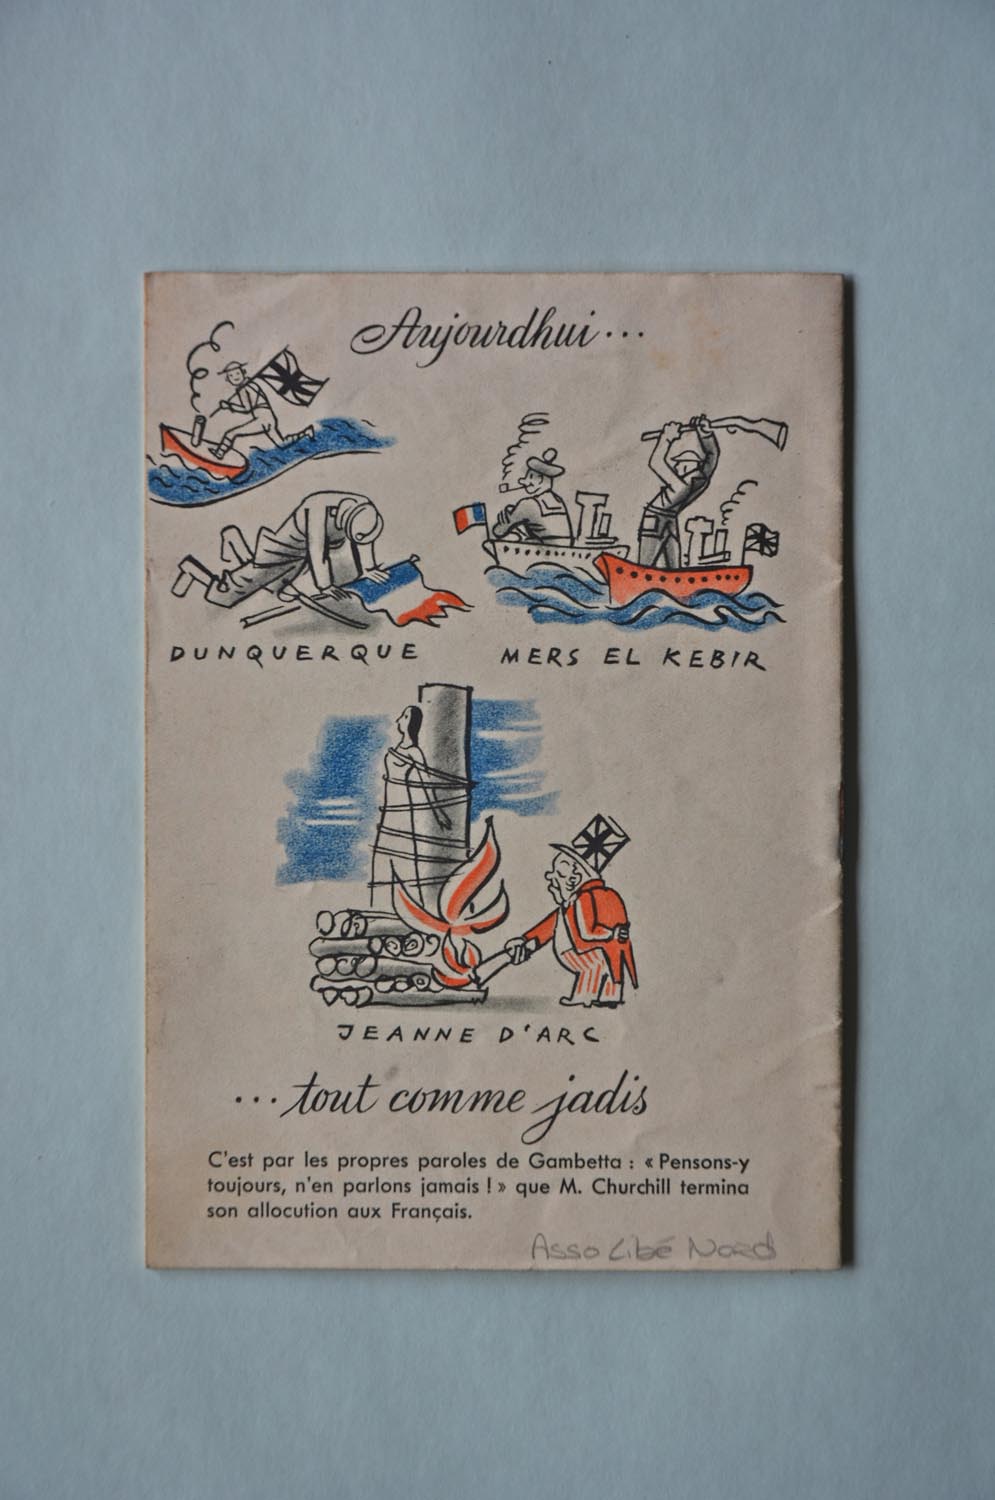 Aujourdhui...
DUNQUERQUE
MERS EL KEBIR
JEANNE D'ARC
...tout comme jadis
C'est par les propres paroles de Gambetta : « Pensons-y
toujours, n'en parlons jamais ! » que M. Churchill termina
son allocution aux Français.
Asso Libé Nord